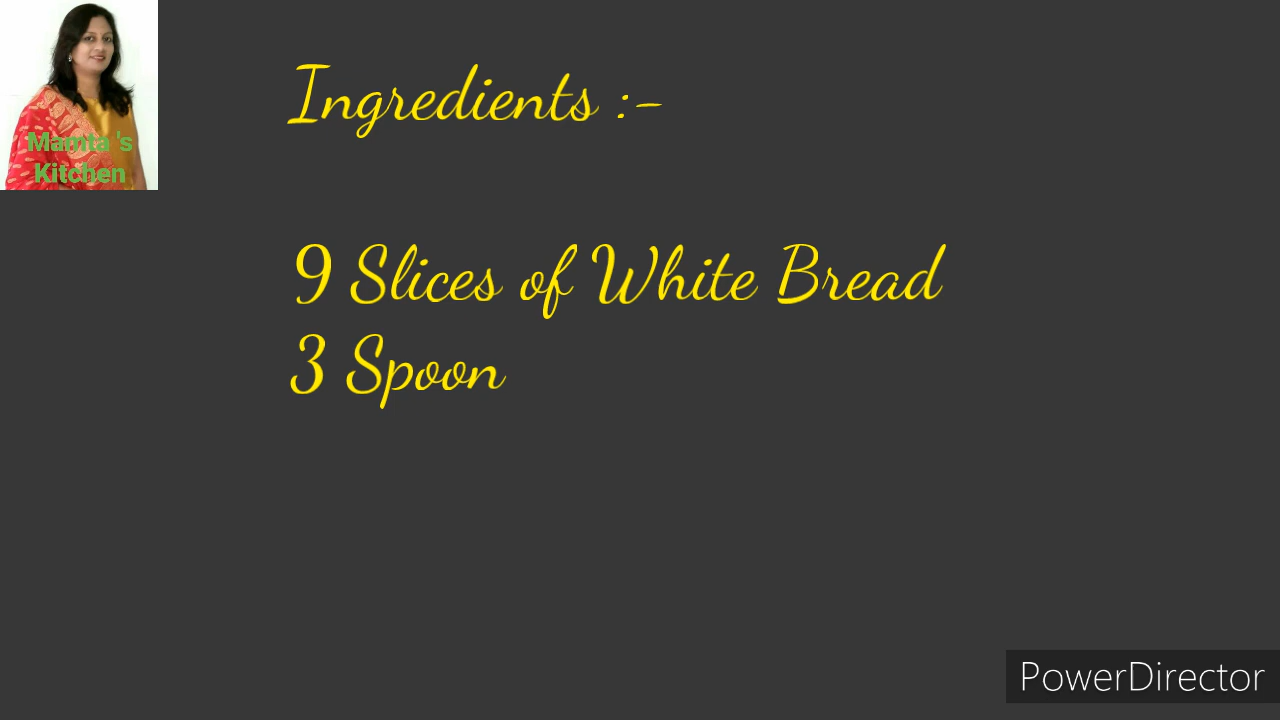 Mamta 's
Kitchen
Ingredients :-
9 Slices of White Bread
3 Spoon
PowerDirector